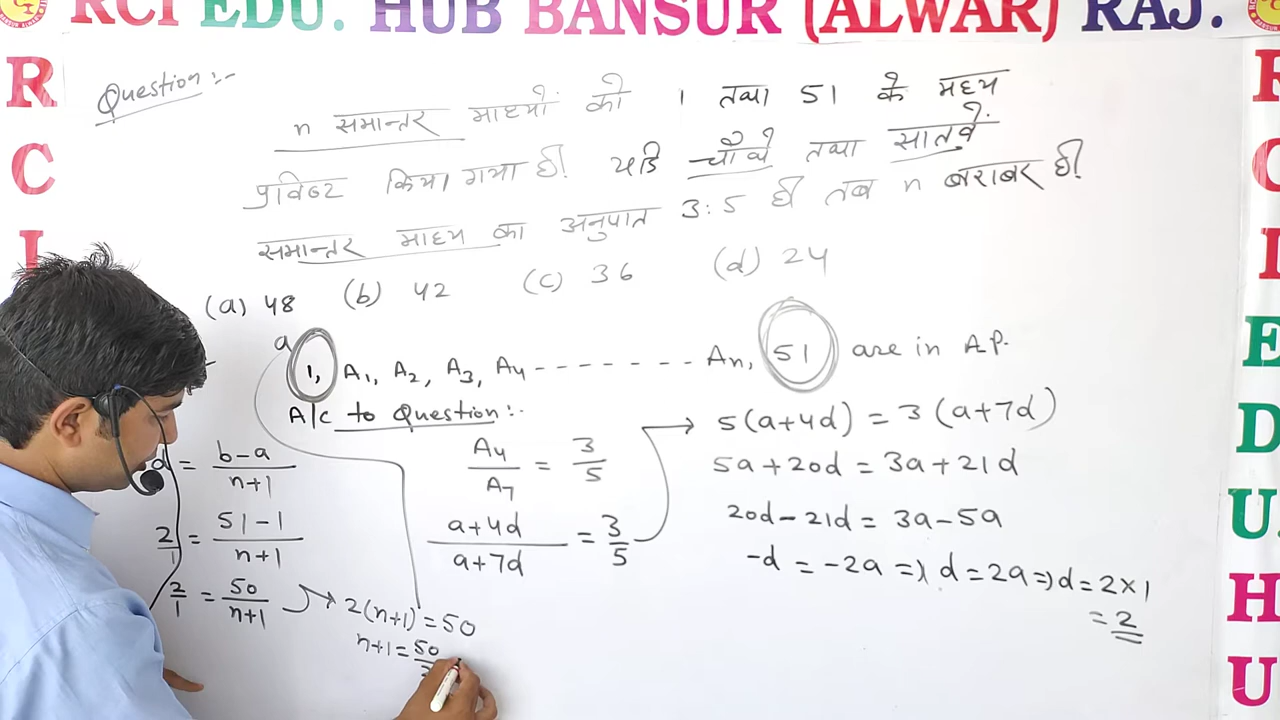 RCI EDU. HUB BANSUR (ALWAR) RAJ.
R
C
I
Question :-
n समान्तर माध्यों को 1 तथा 51 के मध्य
प्रविष्ट किया गया है। यदि चौथे तथा सातवें
समान्तर माध्य का अनुपात 3:5 है तब n बराबर है।
(a) 48 (b) 42 (c) 36 (d) 24
a
1, A₁, A₂, A₃, A₄ ------- Aₙ, 51 are in A.P.
A/c to Question :-
A₄/A₇ = 3/5
(a+4d)/(a+7d) = 3/5
5(a+4d) = 3(a+7d)
5a+20d = 3a+21d
20d-21d = 3a-5a
-d = -2a => d=2a => d=2×1
= 2
d = (b-a)/(n+1)
2/1 = (51-1)/(n+1)
2/1 = 50/(n+1)
2(n+1) = 50
n+1 = 50/2
R
C
I
E
D
U.
H
U